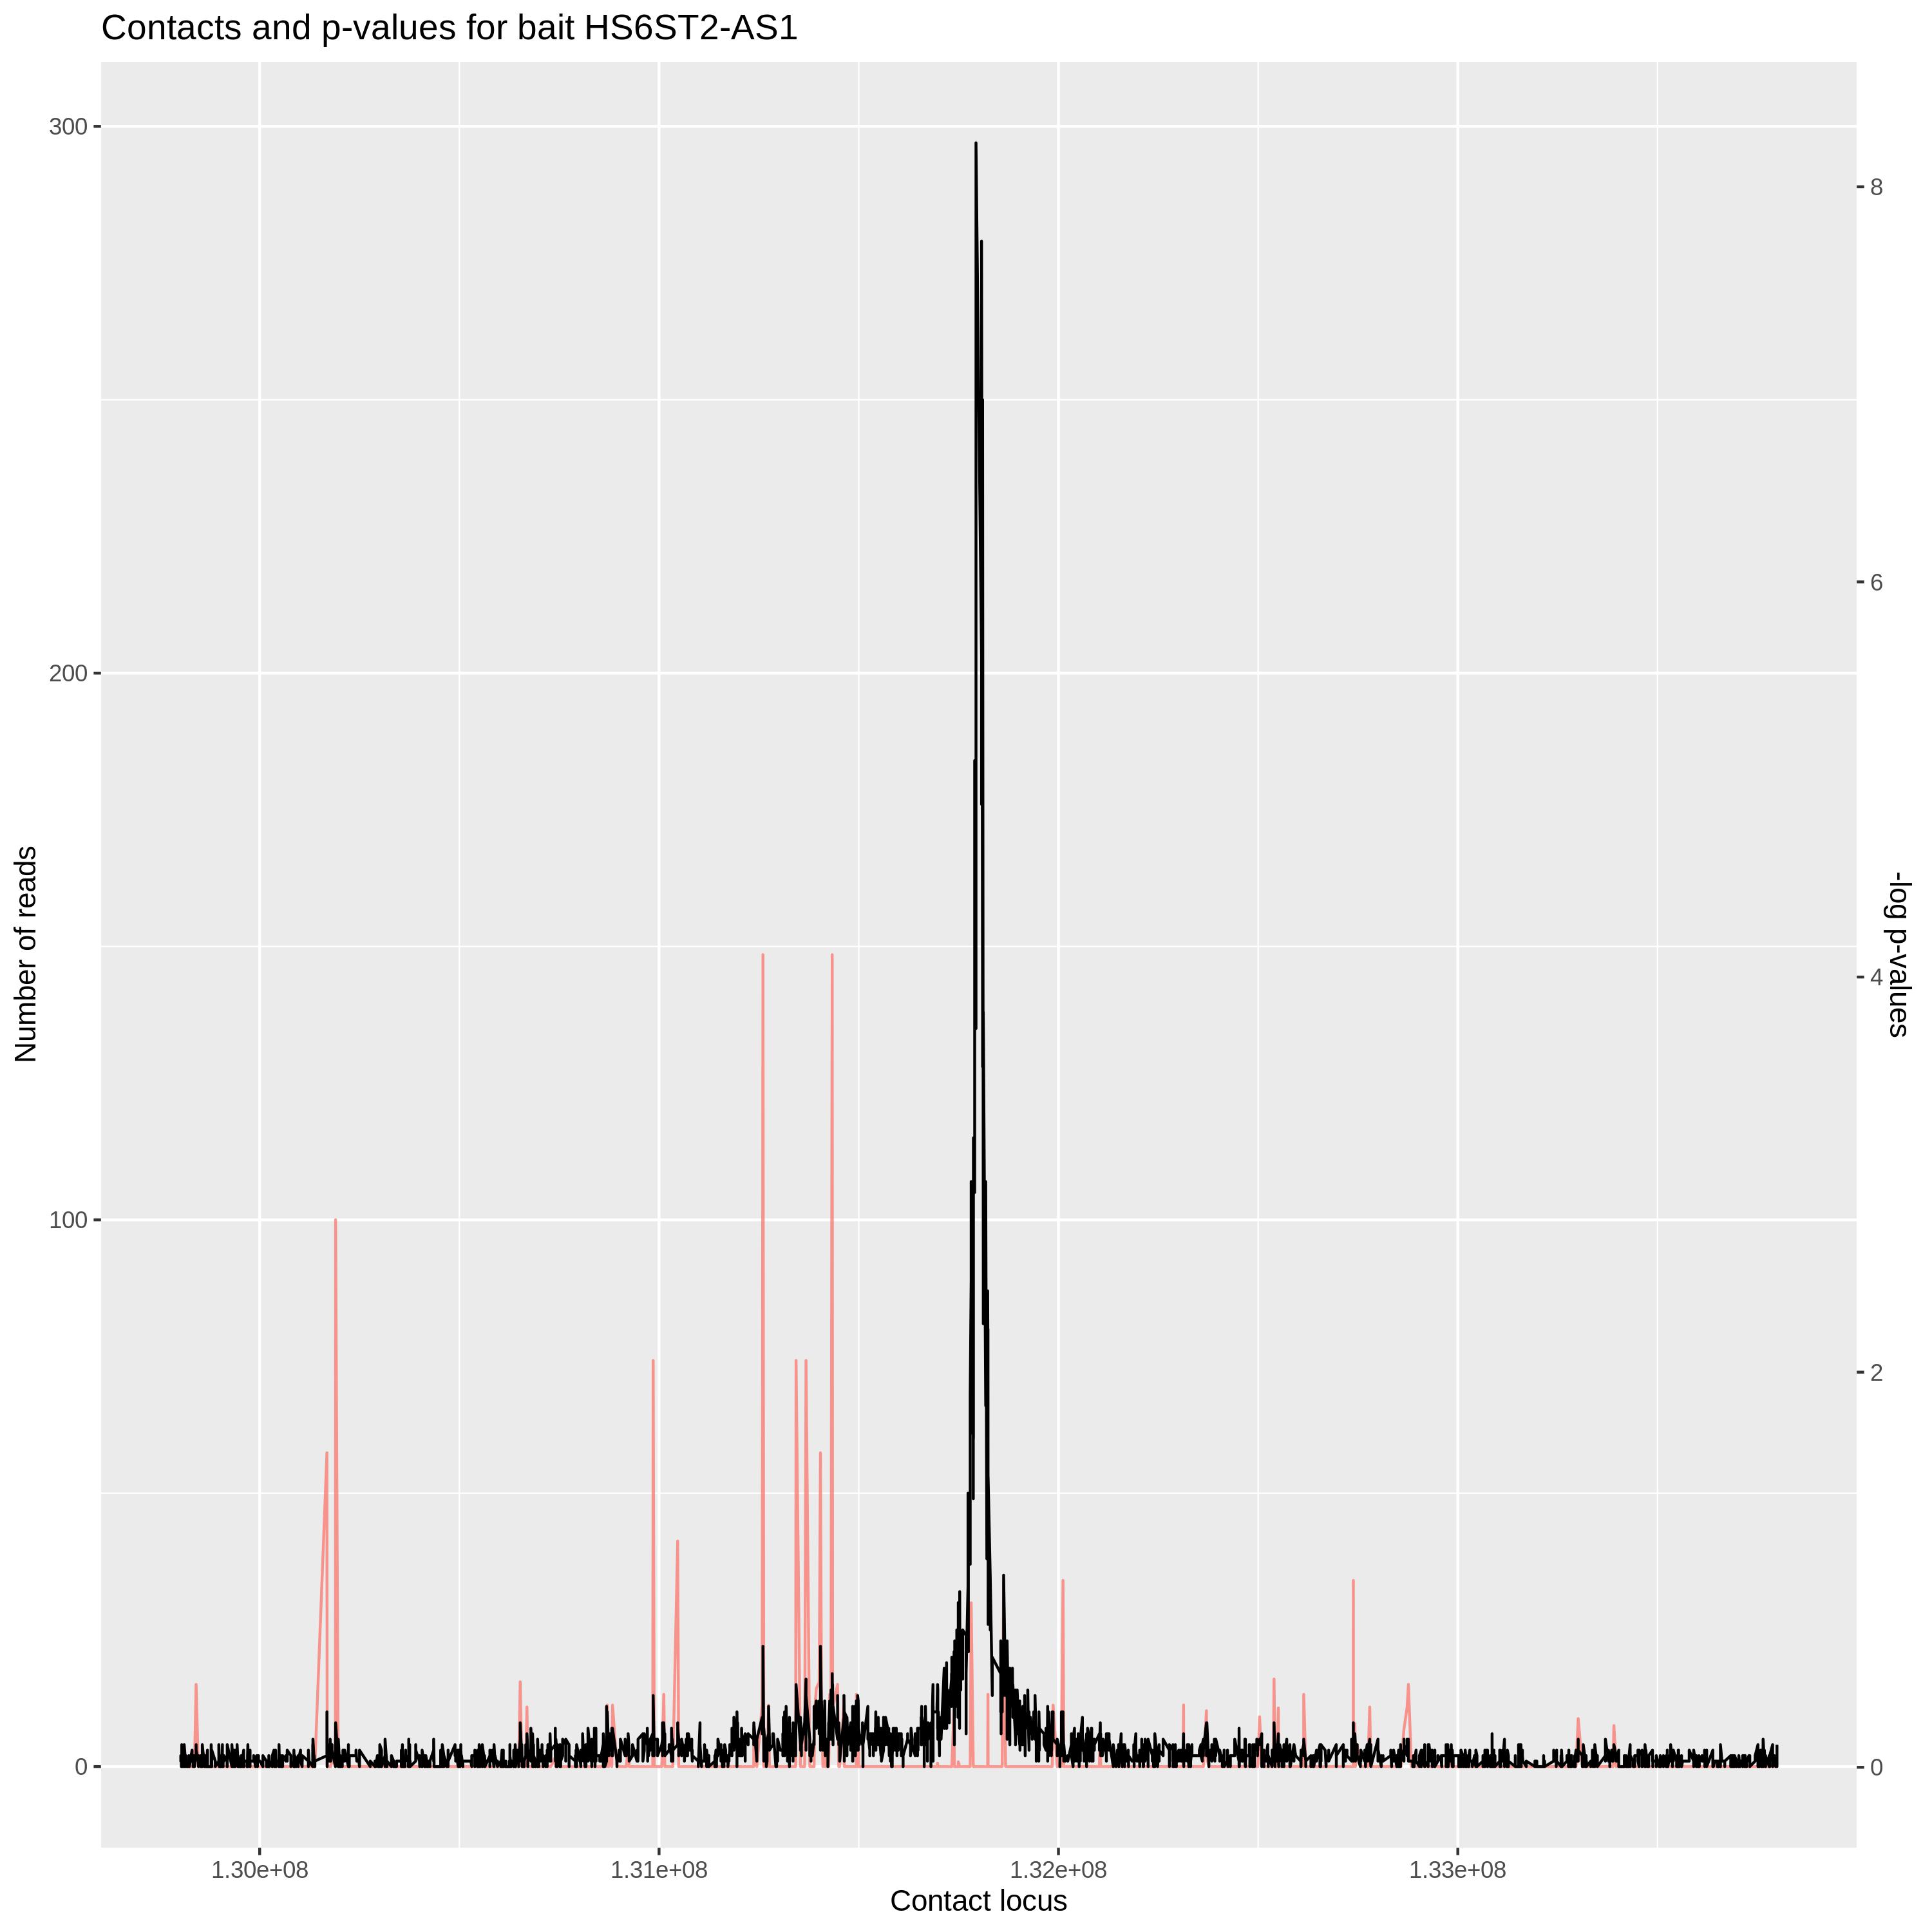 Contacts and p-values for bait HS6ST2-AS1
300
200
100
0
Number of reads
8
6
4
2
0
-log p-values
1.30e+08
1.31e+08
1.32e+08
1.33e+08
Contact locus